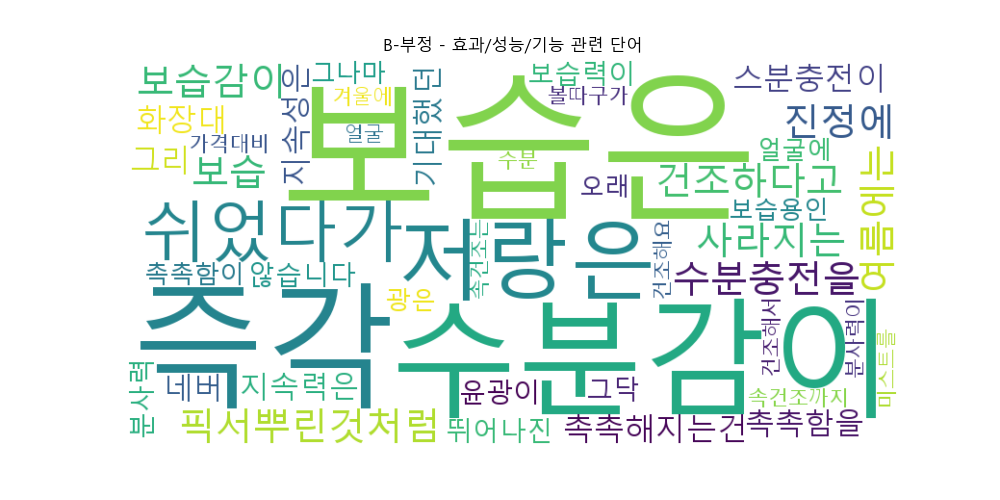 B-부정 - 효과/성능/기능 관련 단어
보습감이
지속성은
그나마
겨울에
기대했던
보습력이
볼따구가
스분충전이
화장대
가격대비
얼굴
보습은
수분
진정에
그리
보습
오래
건조하다고
얼굴에
보습용인
여름에는
쉬었다가
저랑은
속건조는
건조해요
사라지는
촉촉함이
않습니다
광은
수분충전을
즉각
수분감이
건조해서
분사력이
미스트를
분사력
네버
지속력은
윤광이
그닥
속건조까지
픽서뿌린것처럼
뛰어나진
촉촉해지는건
촉촉함을